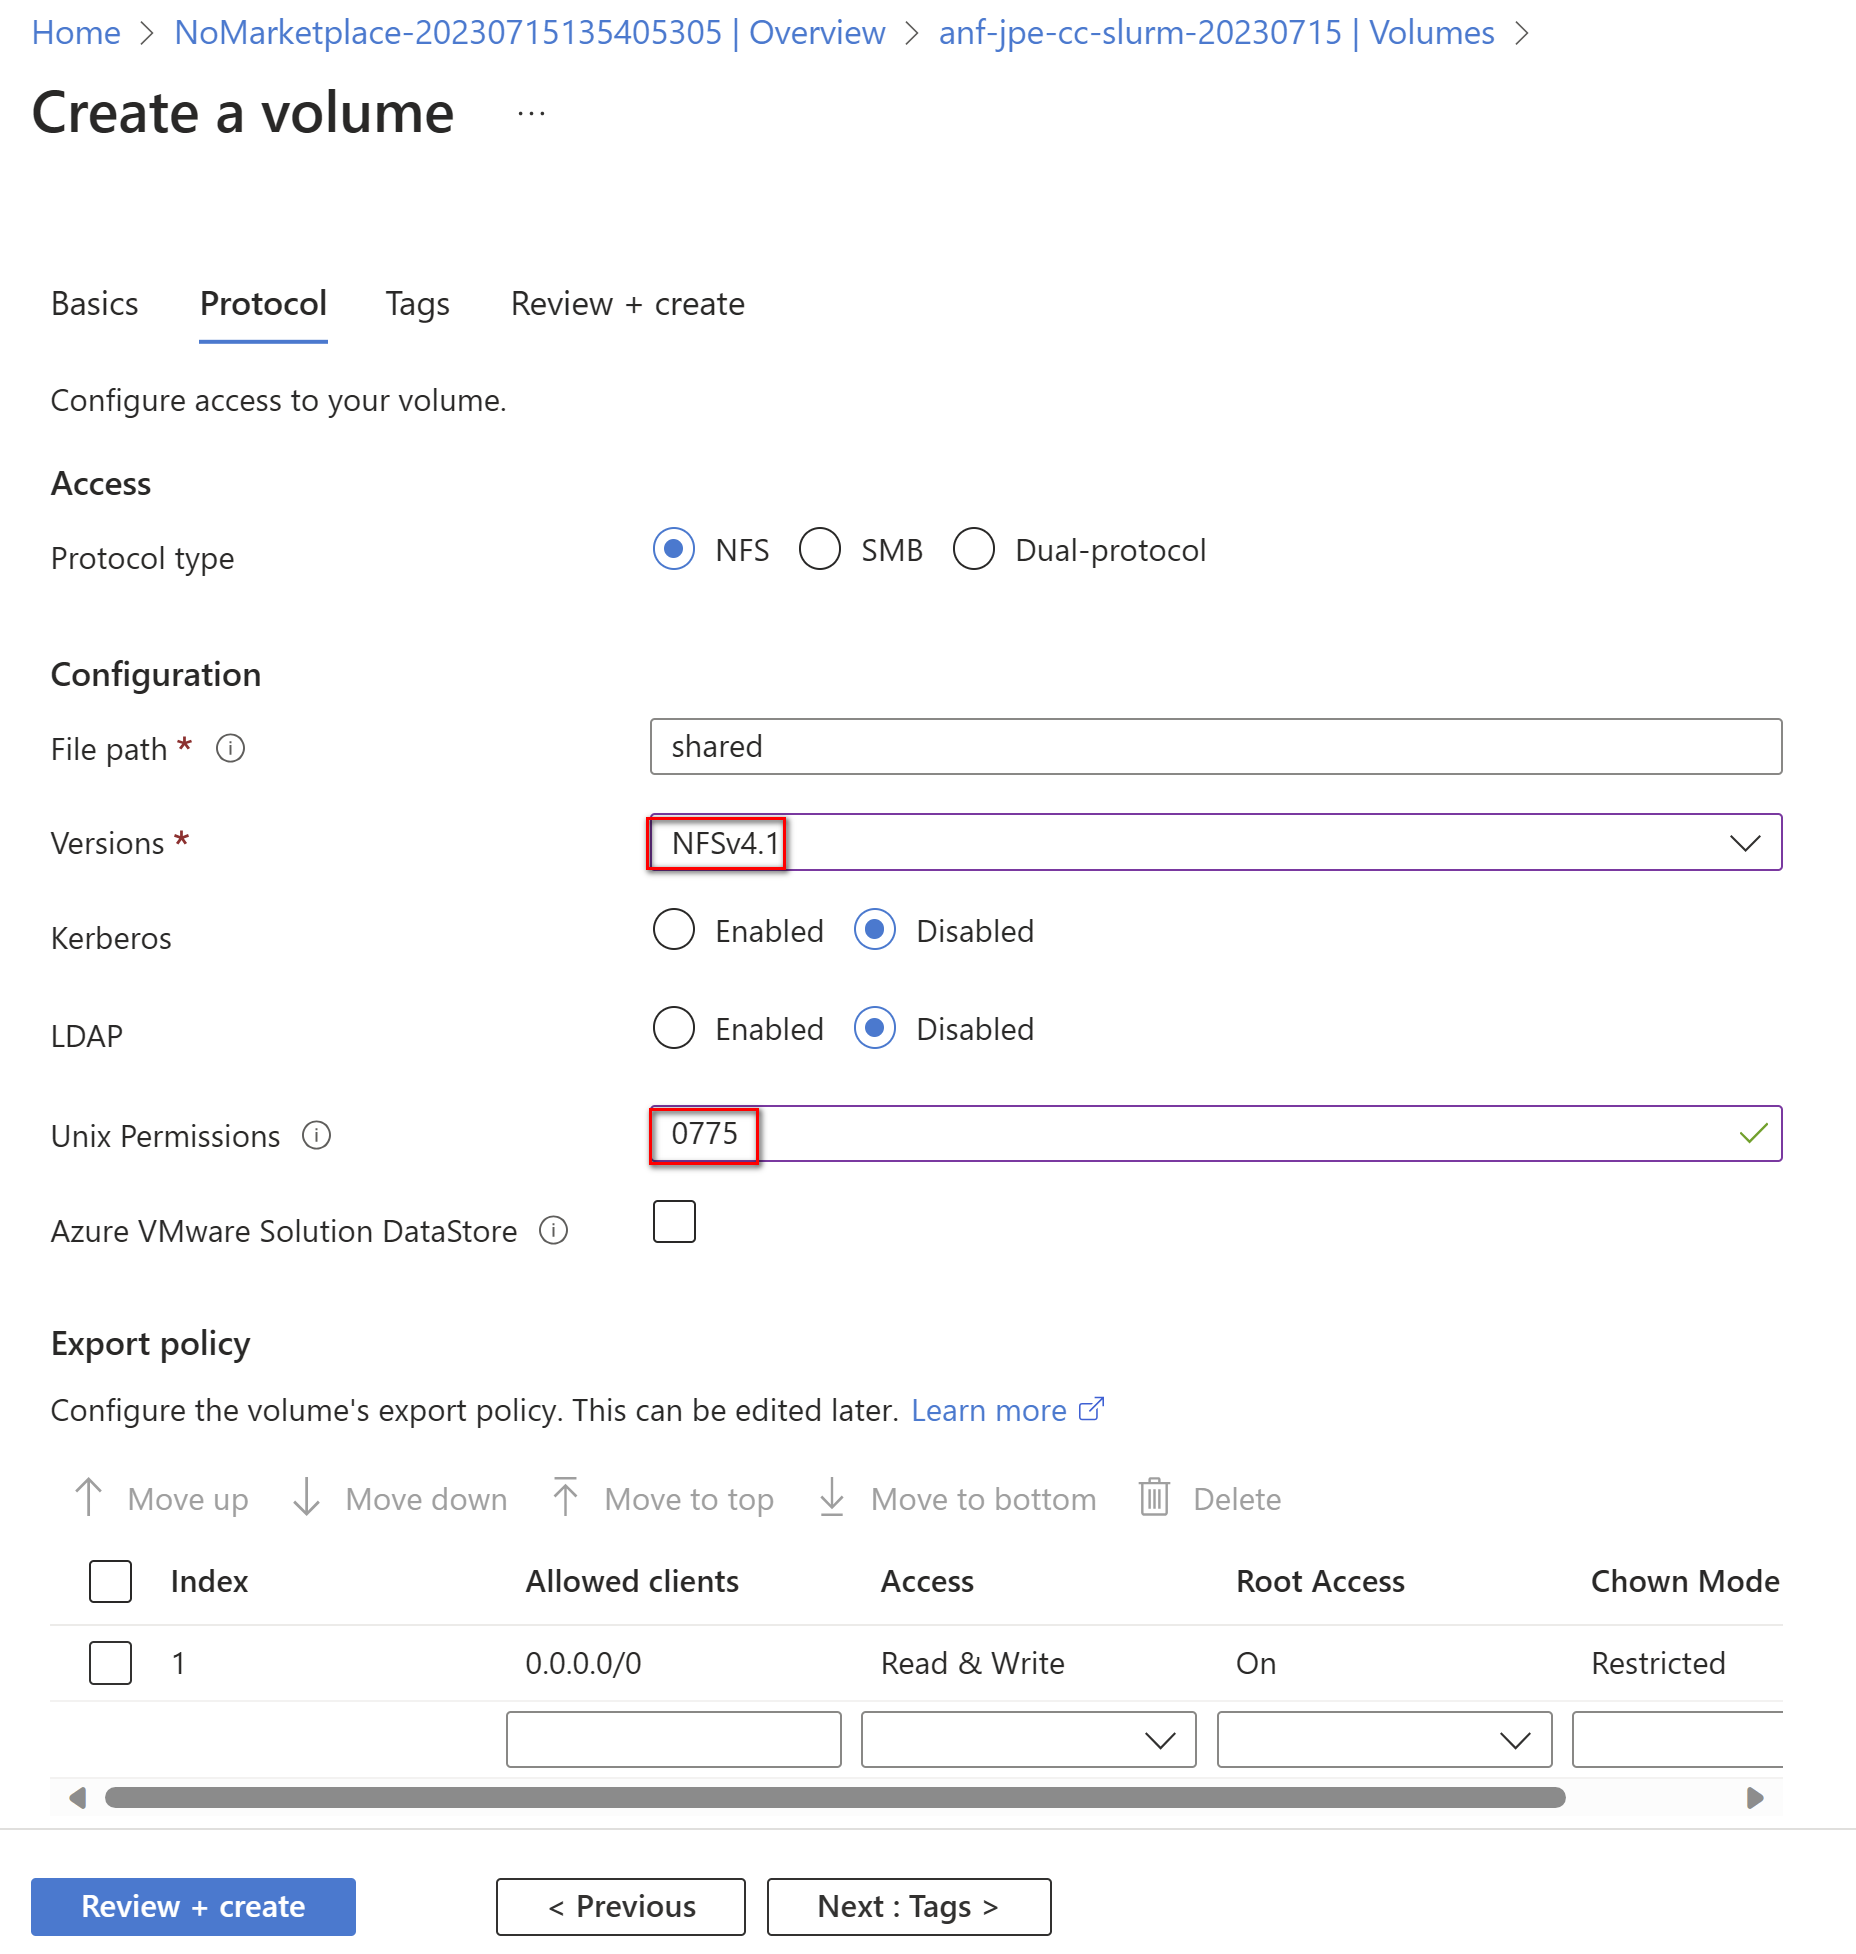 Home > NoMarketplace-20230715135405305 | Overview > anf-jpe-cc-slurm-20230715 | Volumes >
Create a volume ...
Basics Protocol Tags Review + create
Configure access to your volume.
Access
Protocol type NFS SMB Dual-protocol
Configuration
File path * shared
Versions * NFSv4.1
Kerberos Enabled Disabled
LDAP Enabled Disabled
Unix Permissions 0775
Azure VMware Solution DataStore
Export policy
Configure the volume's export policy. This can be edited later. Learn more
Move up Move down Move to top Move to bottom Delete
Index Allowed clients Access Root Access Chown Mode
1 0.0.0.0/0 Read & Write On Restricted
Review + create < Previous Next : Tags >